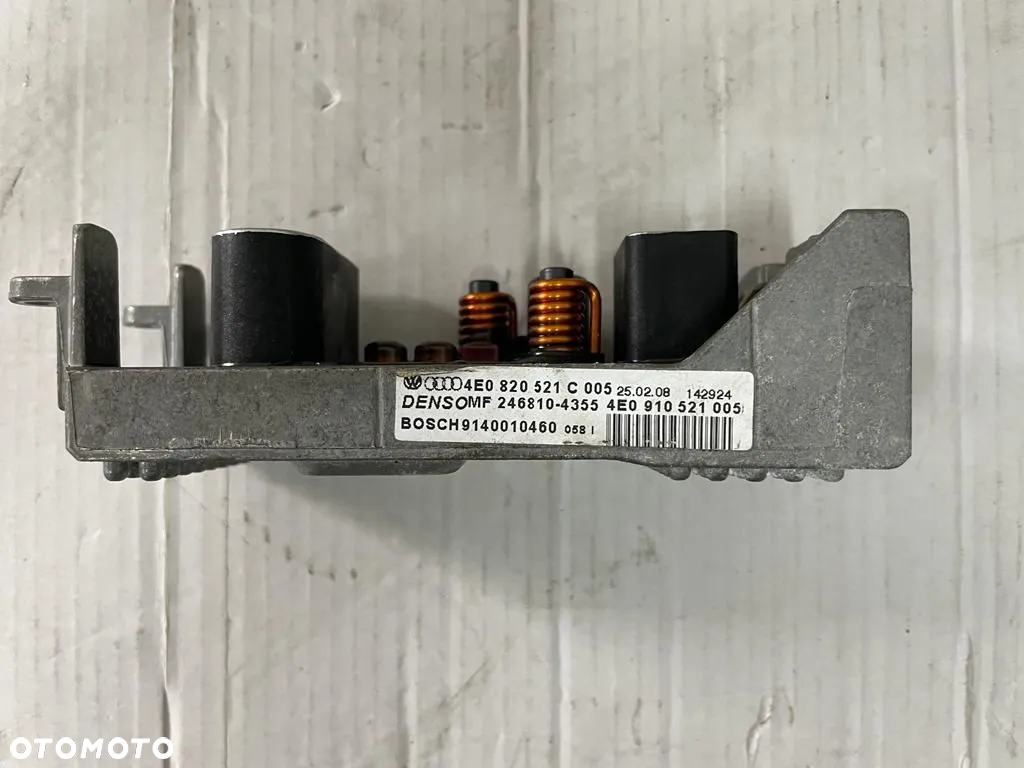 4E0 820 521 C 005 25.02.08 142924
DENSO MF 246810-4355 4E0 910 521 005
BOSCH 9140010460 058 I
OTOMOTO